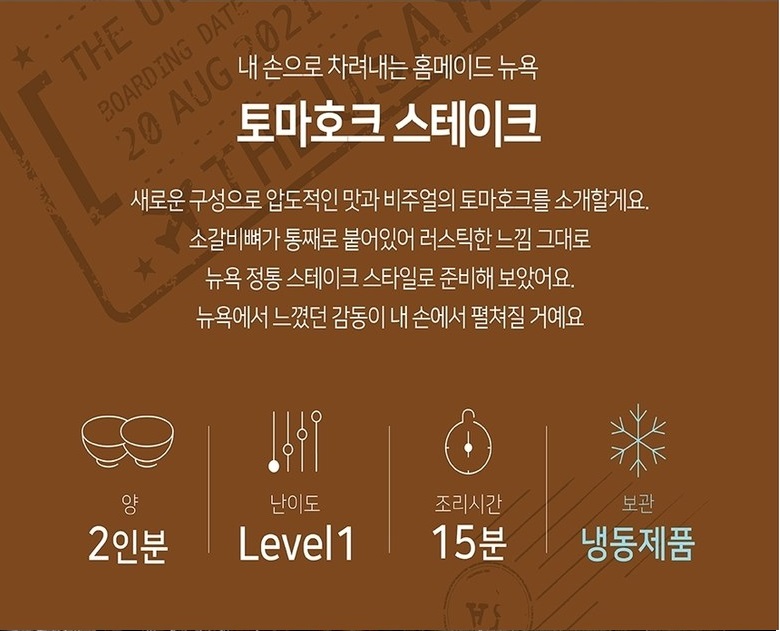 THE UN
BOARDING DATE
20 AUG 2021
THE USA
내 손으로 차려내는 홈메이드 뉴욕
토마호크 스테이크
새로운 구성으로 압도적인 맛과 비주얼의 토마호크를 소개할게요.
소갈비뼈가 통째로 붙어있어 러스틱한 느낌 그대로
뉴욕 정통 스테이크 스타일로 준비해 보았어요.
뉴욕에서 느꼈던 감동이 내 손에서 펼쳐질 거예요
양
2인분
난이도
Level1
조리시간
15분
보관
냉동제품